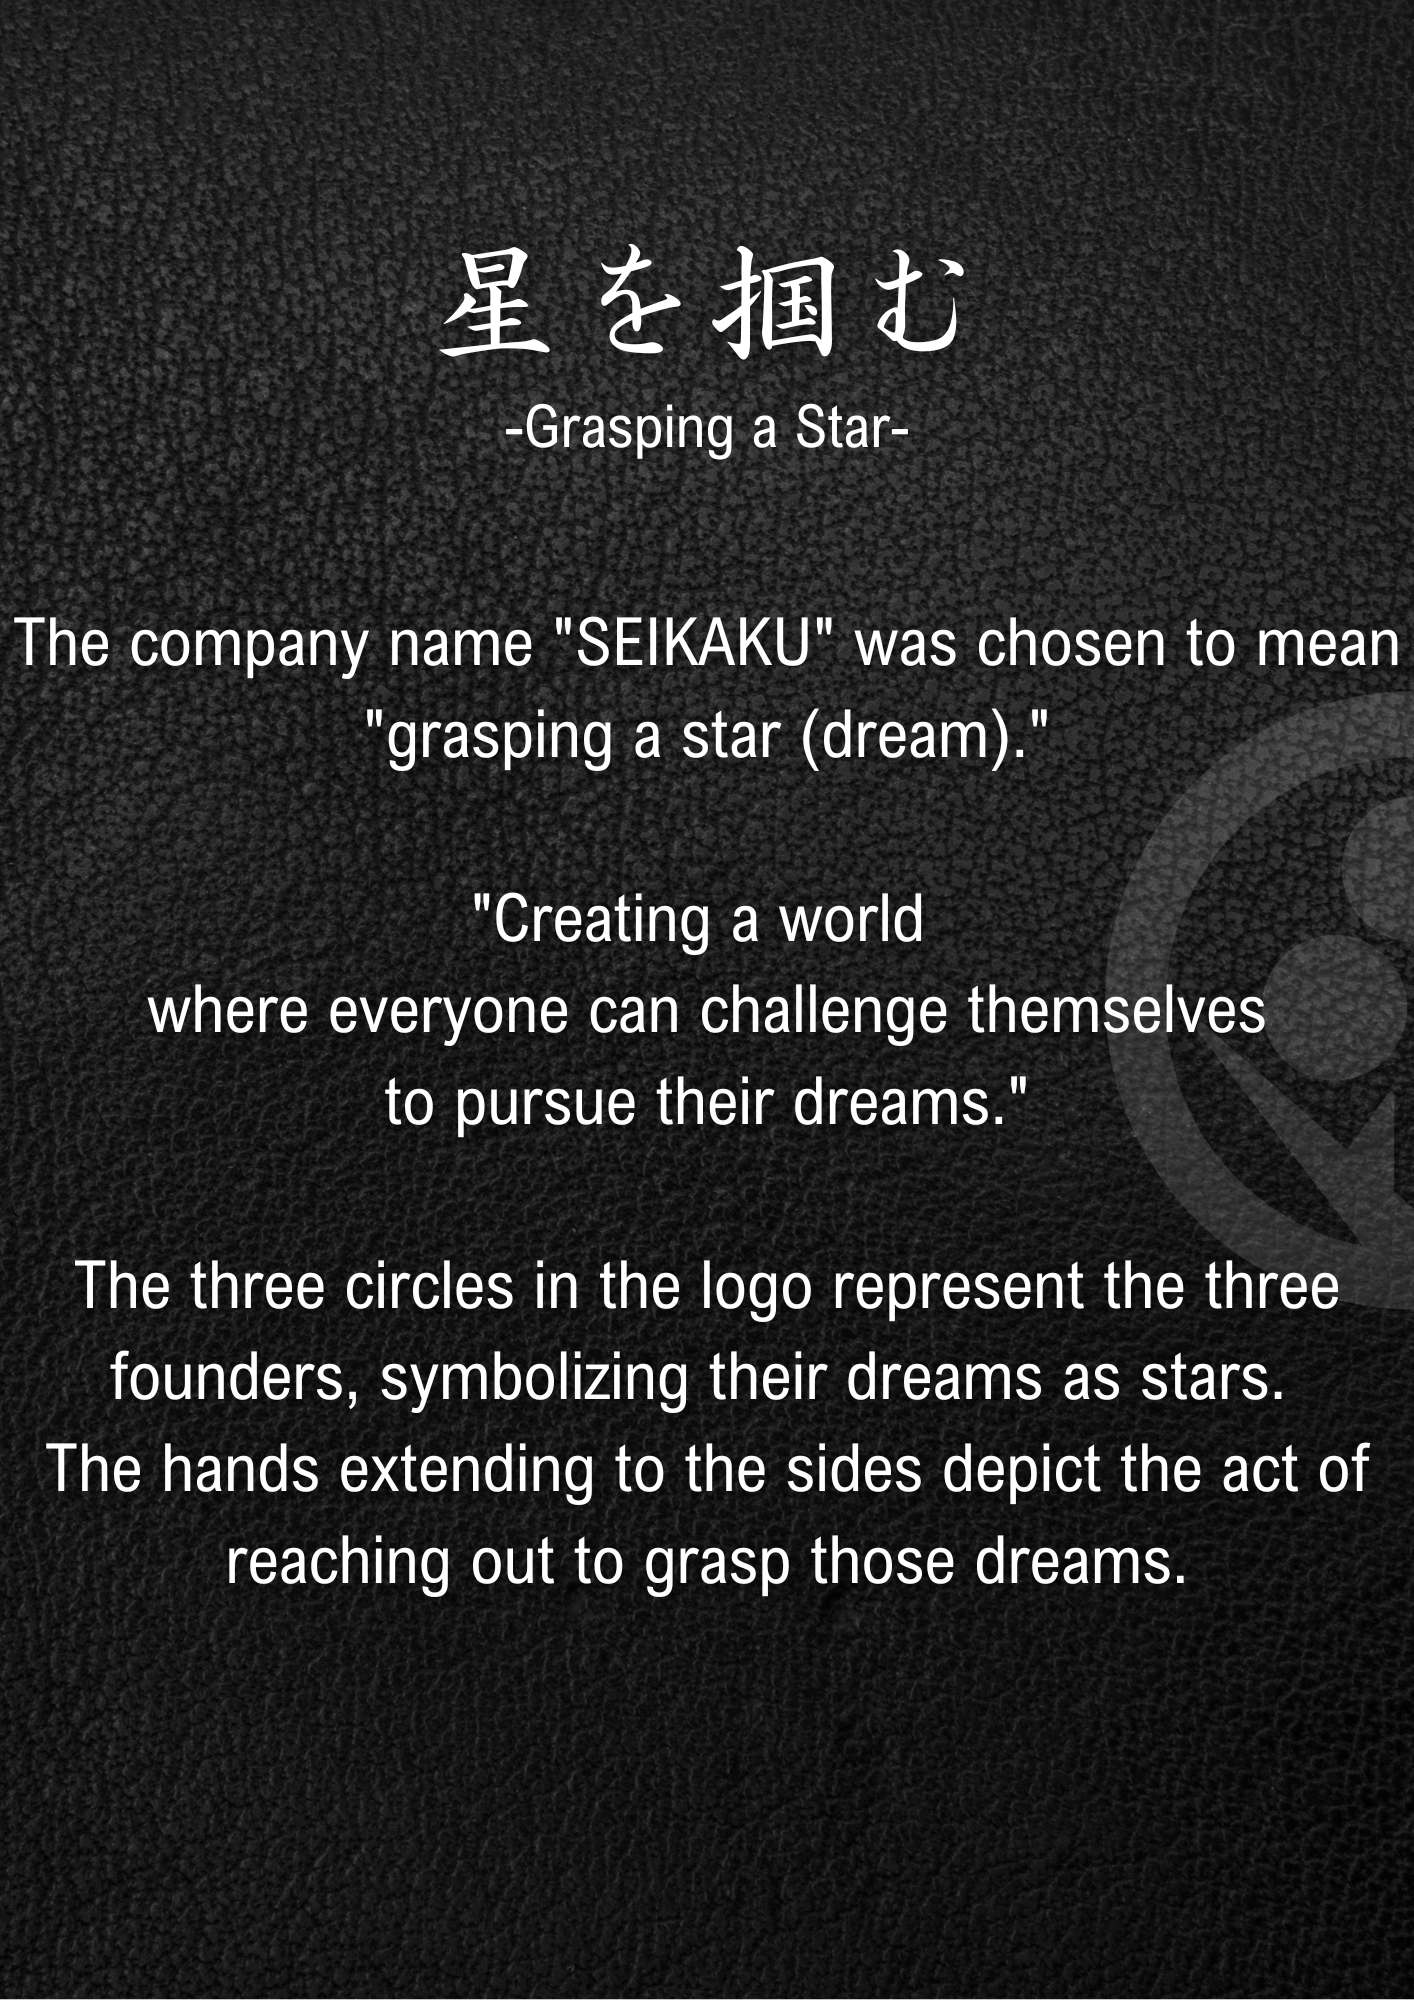 星を掴む
-Grasping a Star-
The company name "SEIKAKU" was chosen to mean
"grasping a star (dream)."
"Creating a world
where everyone can challenge themselves
to pursue their dreams."
The three circles in the logo represent the three
founders, symbolizing their dreams as stars.
The hands extending to the sides depict the act of
reaching out to grasp those dreams.